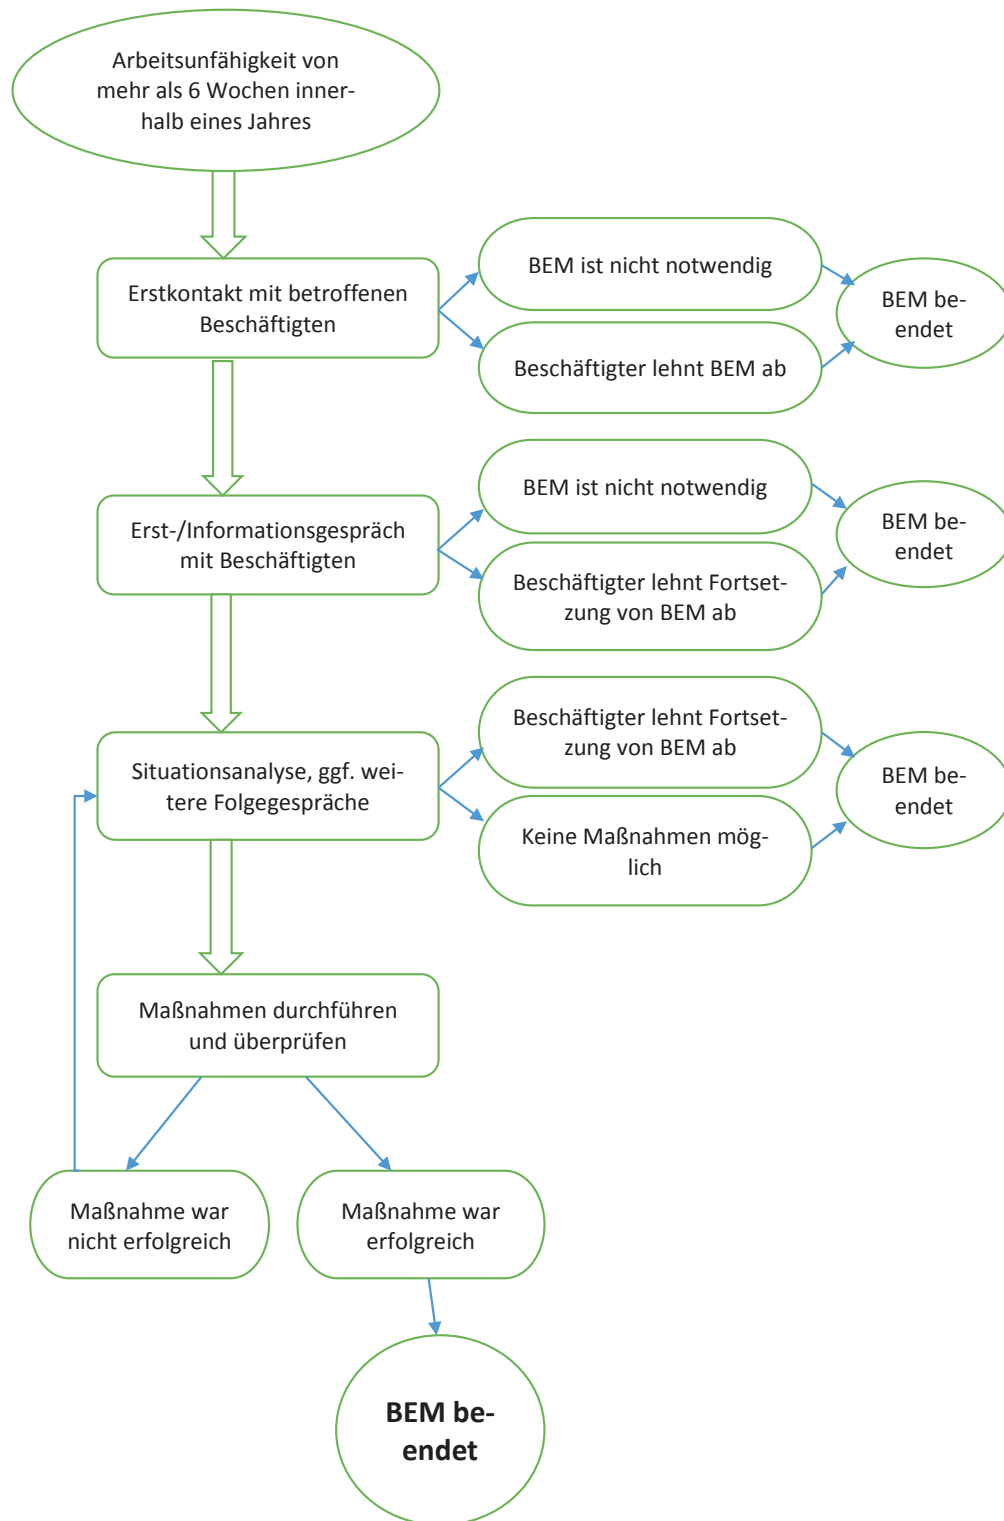 Arbeitsunfähigkeit von
mehr als 6 Wochen inner-
halb eines Jahres
Erstkontakt mit betroffenen
Beschäftigten
BEM ist nicht notwendig
Beschäftigter lehnt BEM ab
BEM be-
endet
Erst-/Informationsgespräch
mit Beschäftigten
BEM ist nicht notwendig
Beschäftigter lehnt Fortset-
zung von BEM ab
BEM be-
endet
Situationsanalyse, ggf. wei-
tere Folgegespräche
Beschäftigter lehnt Fortset-
zung von BEM ab
Keine Maßnahmen mög-
lich
BEM be-
endet
Maßnahmen durchführen
und überprüfen
Maßnahme war
nicht erfolgreich
Maßnahme war
erfolgreich
BEM be-
endet